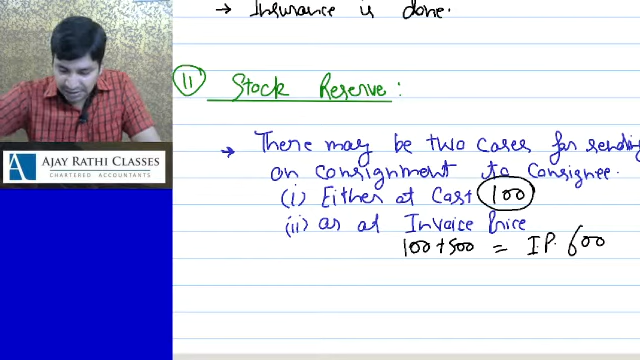 → Insurance is done.
11 Stock Reserve:
→ There may be two cases for sending
on consignment to consignee.
(i) Either at Cost 100
(ii) as at Invoice Price
100 + 500 = I.P. 600
A AJAY RATHI CLASSES
CHARTERED ACCOUNTANTS